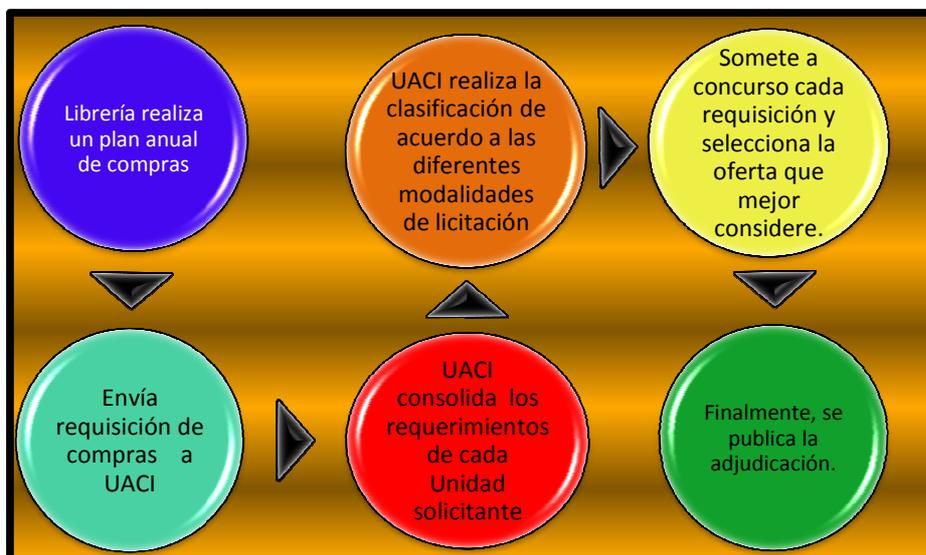 Librería realiza
un plan anual
de compras
Envía
requisición de
compras a
UACI
UACI
consolida los
requerimientos
de cada
Unidad
solicitante
UACI realiza la
clasificación de
acuerdo a las
diferentes
modalidades
de licitación
Somete a
concurso cada
requisición y
selecciona la
oferta que
mejor
considere.
Finalmente, se
publica la
adjudicación.